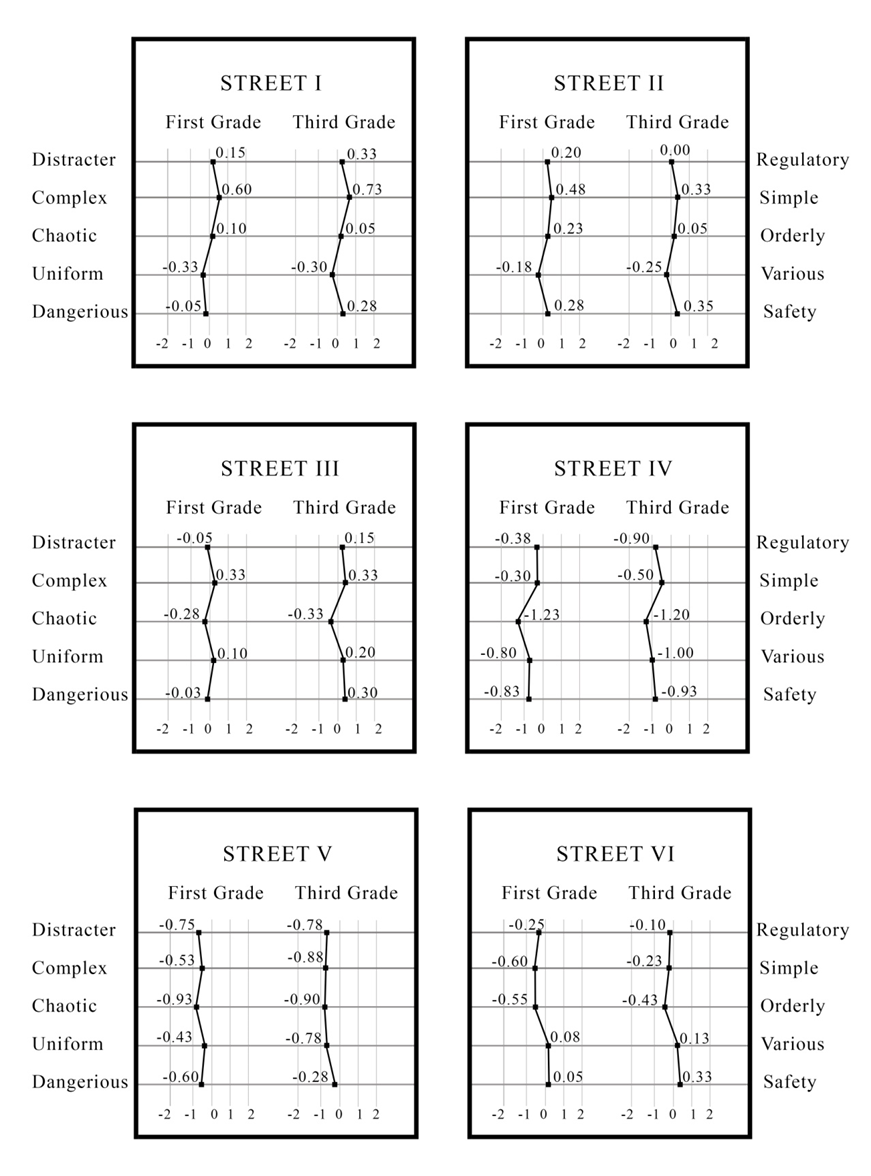 STREET I STREET II
First Grade Third Grade First Grade Third Grade
Distracter 0.15 0.33 0.20 0.00 Regulatory
Complex 0.60 0.73 0.48 0.33 Simple
Chaotic 0.10 0.05 0.23 0.05 Orderly
Uniform -0.33 -0.30 -0.18 -0.25 Various
Dangerious -0.05 0.28 0.28 0.35 Safety
-2 -1 0 1 2 -2 -1 0 1 2 -2 -1 0 1 2 -2 -1 0 1 2
STREET III STREET IV
First Grade Third Grade First Grade Third Grade
Distracter -0.05 0.15 -0.38 -0.90 Regulatory
Complex 0.33 0.33 -0.30 -0.50 Simple
Chaotic -0.28 -0.33 -1.23 -1.20 Orderly
Uniform 0.10 0.20 -0.80 -1.00 Various
Dangerious -0.03 0.30 -0.83 -0.93 Safety
-2 -1 0 1 2 -2 -1 0 1 2 -2 -1 0 1 2 -2 -1 0 1 2
STREET V STREET VI
First Grade Third Grade First Grade Third Grade
Distracter -0.75 -0.78 -0.25 -0.10 Regulatory
Complex -0.53 -0.88 -0.60 -0.23 Simple
Chaotic -0.93 -0.90 -0.55 -0.43 Orderly
Uniform -0.43 -0.78 0.08 0.13 Various
Dangerious -0.60 -0.28 0.05 0.33 Safety
-2 -1 0 1 2 -2 -1 0 1 2 -2 -1 0 1 2 -2 -1 0 1 2